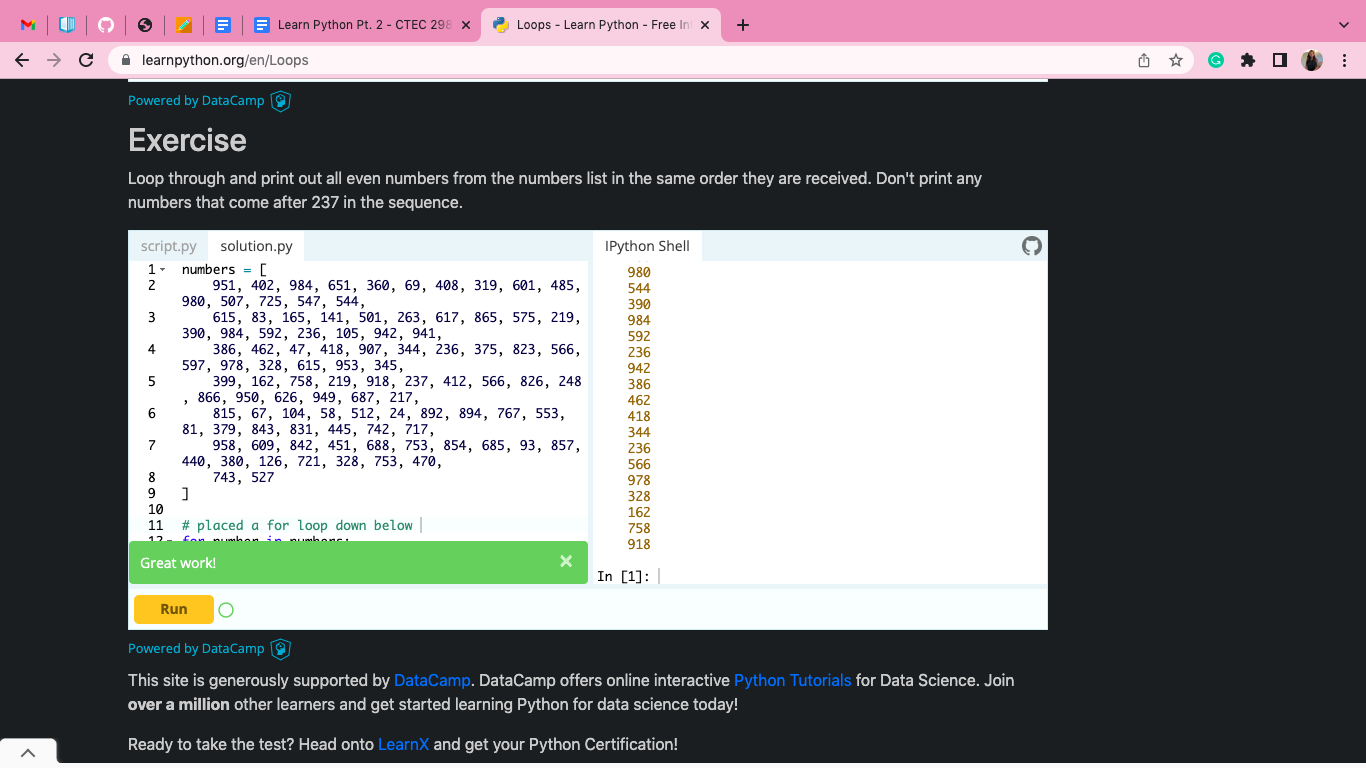 Learn Python Pt. 2 - CTEC 298
Loops - Learn Python - Free In
learnpython.org/en/Loops
Powered by DataCamp
Exercise
Loop through and print out all even numbers from the numbers list in the same order they are received. Don't print any
numbers that come after 237 in the sequence.
script.py
solution.py
1 numbers = [
2 951, 402, 984, 651, 360, 69, 408, 319, 601, 485,
980, 507, 725, 547, 544,
3 615, 83, 165, 141, 501, 263, 617, 865, 575, 219,
390, 984, 592, 236, 105, 942, 941,
4 386, 462, 47, 418, 907, 344, 236, 375, 823, 566,
597, 978, 328, 615, 953, 345,
5 399, 162, 758, 219, 918, 237, 412, 566, 826, 248
, 866, 950, 626, 949, 687, 217,
6 815, 67, 104, 58, 512, 24, 892, 894, 767, 553,
81, 379, 843, 831, 445, 742, 717,
7 958, 609, 842, 451, 688, 753, 854, 685, 93, 857,
440, 380, 126, 721, 328, 753, 470,
8 743, 527
9 ]
10
11 # placed a for loop down below
12 for number in numbers:
Great work!
Run
IPython Shell
980
544
390
984
592
236
942
386
462
418
344
236
566
978
328
162
758
918
In [1]:
Powered by DataCamp
This site is generously supported by DataCamp. DataCamp offers online interactive Python Tutorials for Data Science. Join
over a million other learners and get started learning Python for data science today!
Ready to take the test? Head onto LearnX and get your Python Certification!